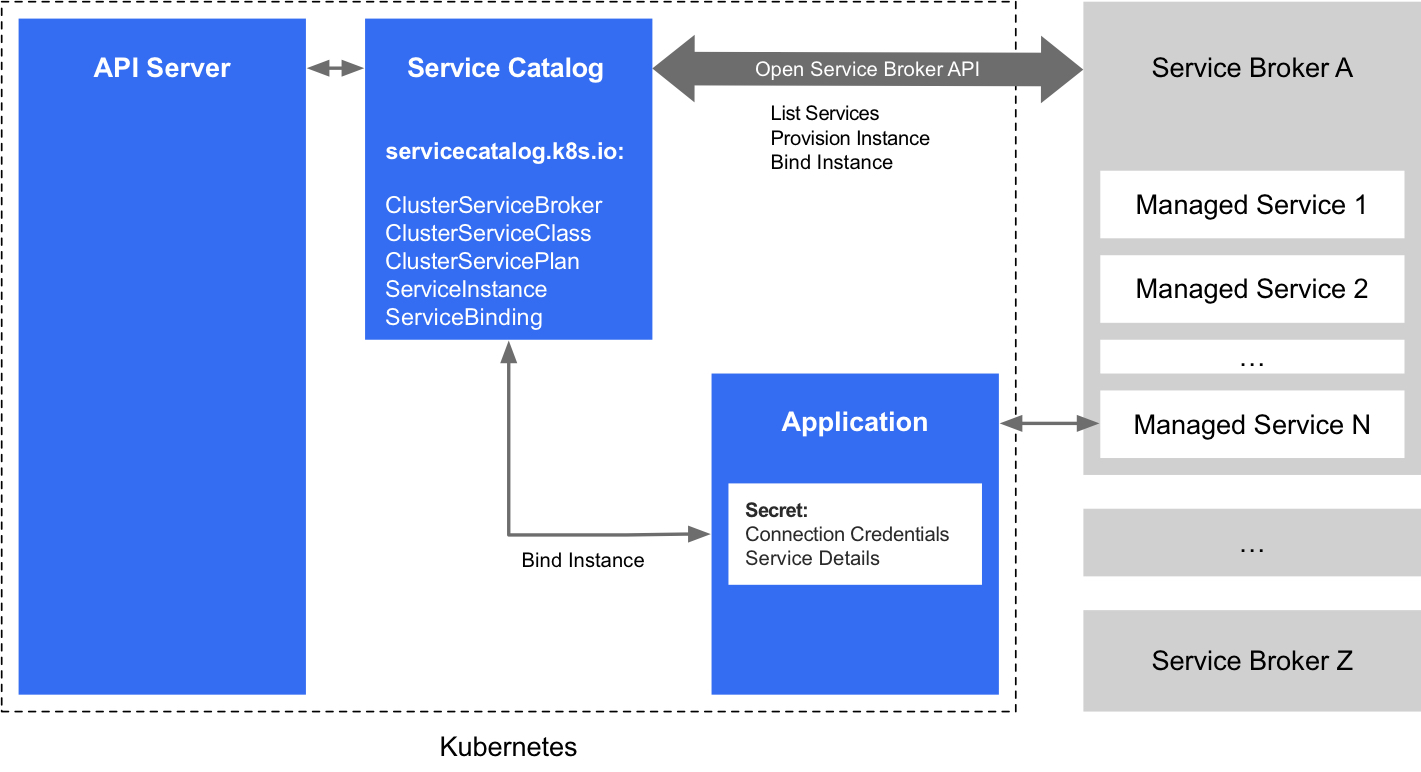 API Server
Service Catalog
servicecatalog.k8s.io:
ClusterServiceBroker
ClusterServiceClass
ClusterServicePlan
ServiceInstance
ServiceBinding
Open Service Broker API
List Services
Provision Instance
Bind Instance
Service Broker A
Managed Service 1
Managed Service 2
...
Managed Service N
Application
Secret:
Connection Credentials
Service Details
Bind Instance
...
Service Broker Z
Kubernetes